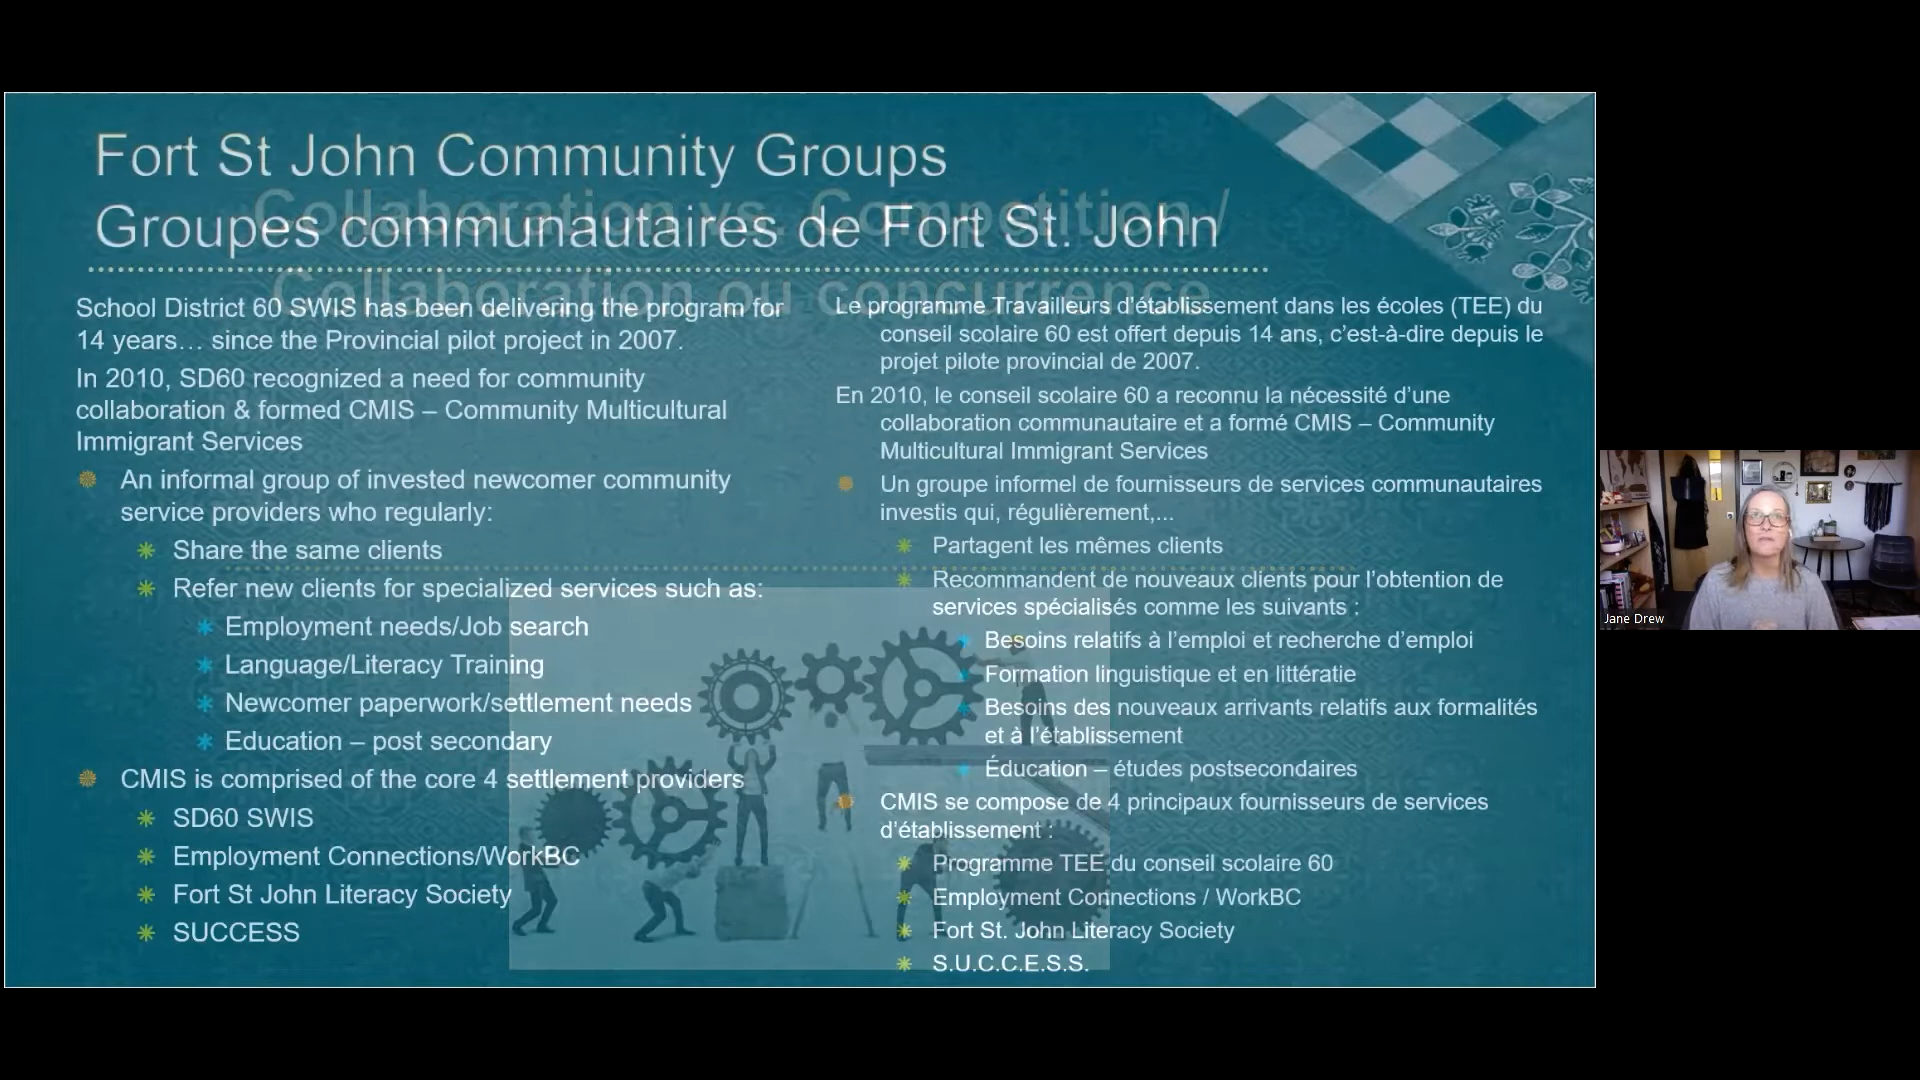 Fort St John Community Groups
Groupes communautaires de Fort St. John
Collaboration vs. Competition /
Collaboration ou concurrence
School District 60 SWIS has been delivering the program for
14 years… since the Provincial pilot project in 2007.
In 2010, SD60 recognized a need for community
collaboration & formed CMIS – Community Multicultural
Immigrant Services
An informal group of invested newcomer community
service providers who regularly:
Share the same clients
Refer new clients for specialized services such as:
Employment needs/Job search
Language/Literacy Training
Newcomer paperwork/settlement needs
Education – post secondary
CMIS is comprised of the core 4 settlement providers
SD60 SWIS
Employment Connections/WorkBC
Fort St John Literacy Society
SUCCESS
Le programme Travailleurs d’établissement dans les écoles (TEE) du
conseil scolaire 60 est offert depuis 14 ans, c’est-à-dire depuis le
projet pilote provincial de 2007.
En 2010, le conseil scolaire 60 a reconnu la nécessité d’une
collaboration communautaire et a formé CMIS – Community
Multicultural Immigrant Services
Un groupe informel de fournisseurs de services communautaires
investis qui, régulièrement,...
Partagent les mêmes clients
Recommandent de nouveaux clients pour l’obtention de
services spécialisés comme les suivants :
Besoins relatifs à l’emploi et recherche d’emploi
Formation linguistique et en littératie
Besoins des nouveaux arrivants relatifs aux formalités
et à l’établissement
Éducation – études postsecondaires
CMIS se compose de 4 principaux fournisseurs de services
d’établissement :
Programme TEE du conseil scolaire 60
Employment Connections / WorkBC
Fort St. John Literacy Society
S.U.C.C.E.S.S.
Jane Drew